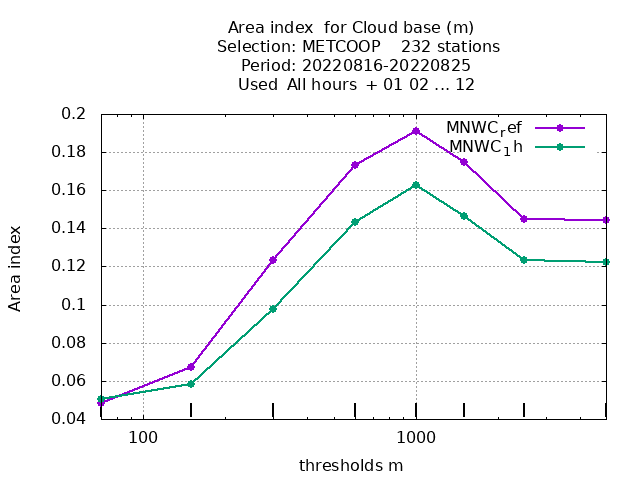 Area index  for Cloud base (m)
Selection: METCOOP    232 stations
Period: 20220816-20220825
Used  All hours  + 01 02 ... 12
0.2
0.18
0.16
0.14
0.12
0.1
0.08
0.06
0.04
Area index
MNWC_ref
MNWC_1h
100
1000
thresholds m